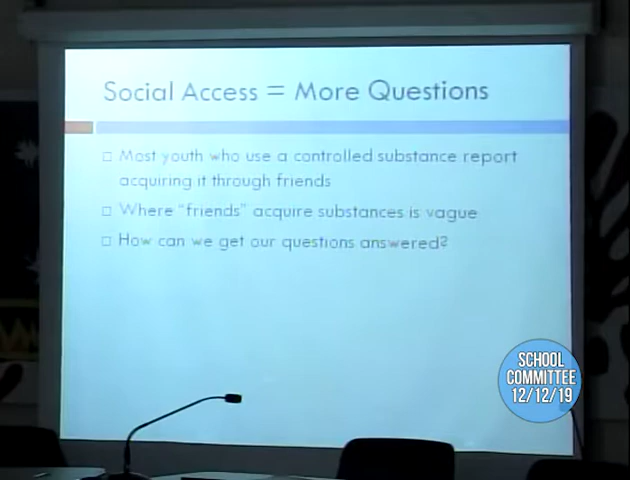 Social Access = More Questions
Most youth who use a controlled substance report
acquiring it through friends
Where "friends" acquire substances is vague
How can we get our questions answered?
SCHOOL
COMMITTEE
12/12/19